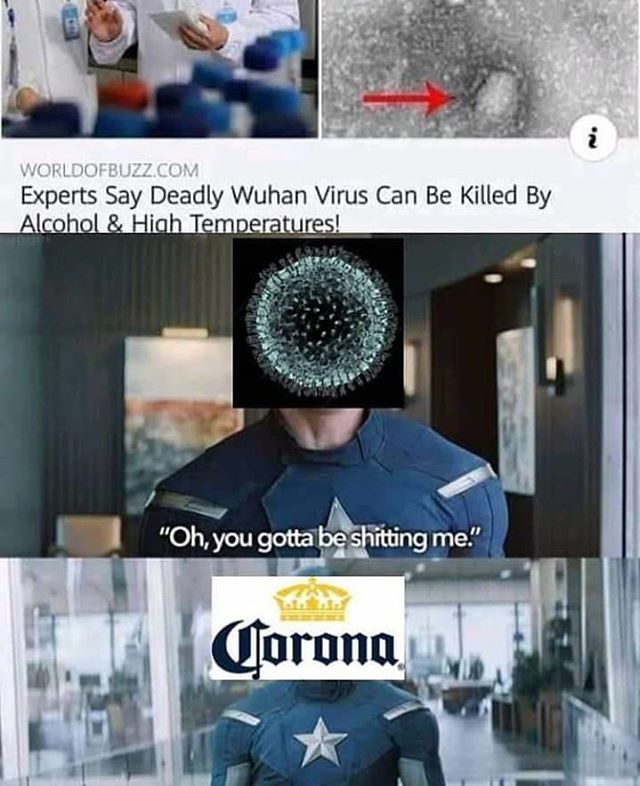 WORLDOFBUZZ.COM
Experts Say Deadly Wuhan Virus Can Be Killed By
Alcohol & High Temperatures!
"Oh, you gotta be shitting me."
Corona